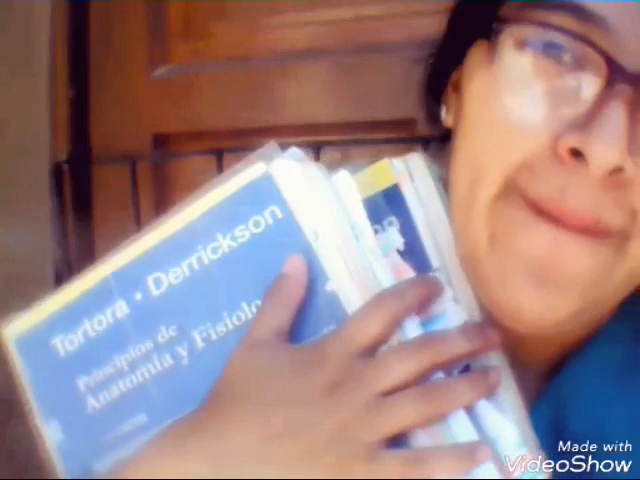 Tortora • Derrickson
Principios de
Anatomía y Fisiolo
Made with
VideoShow